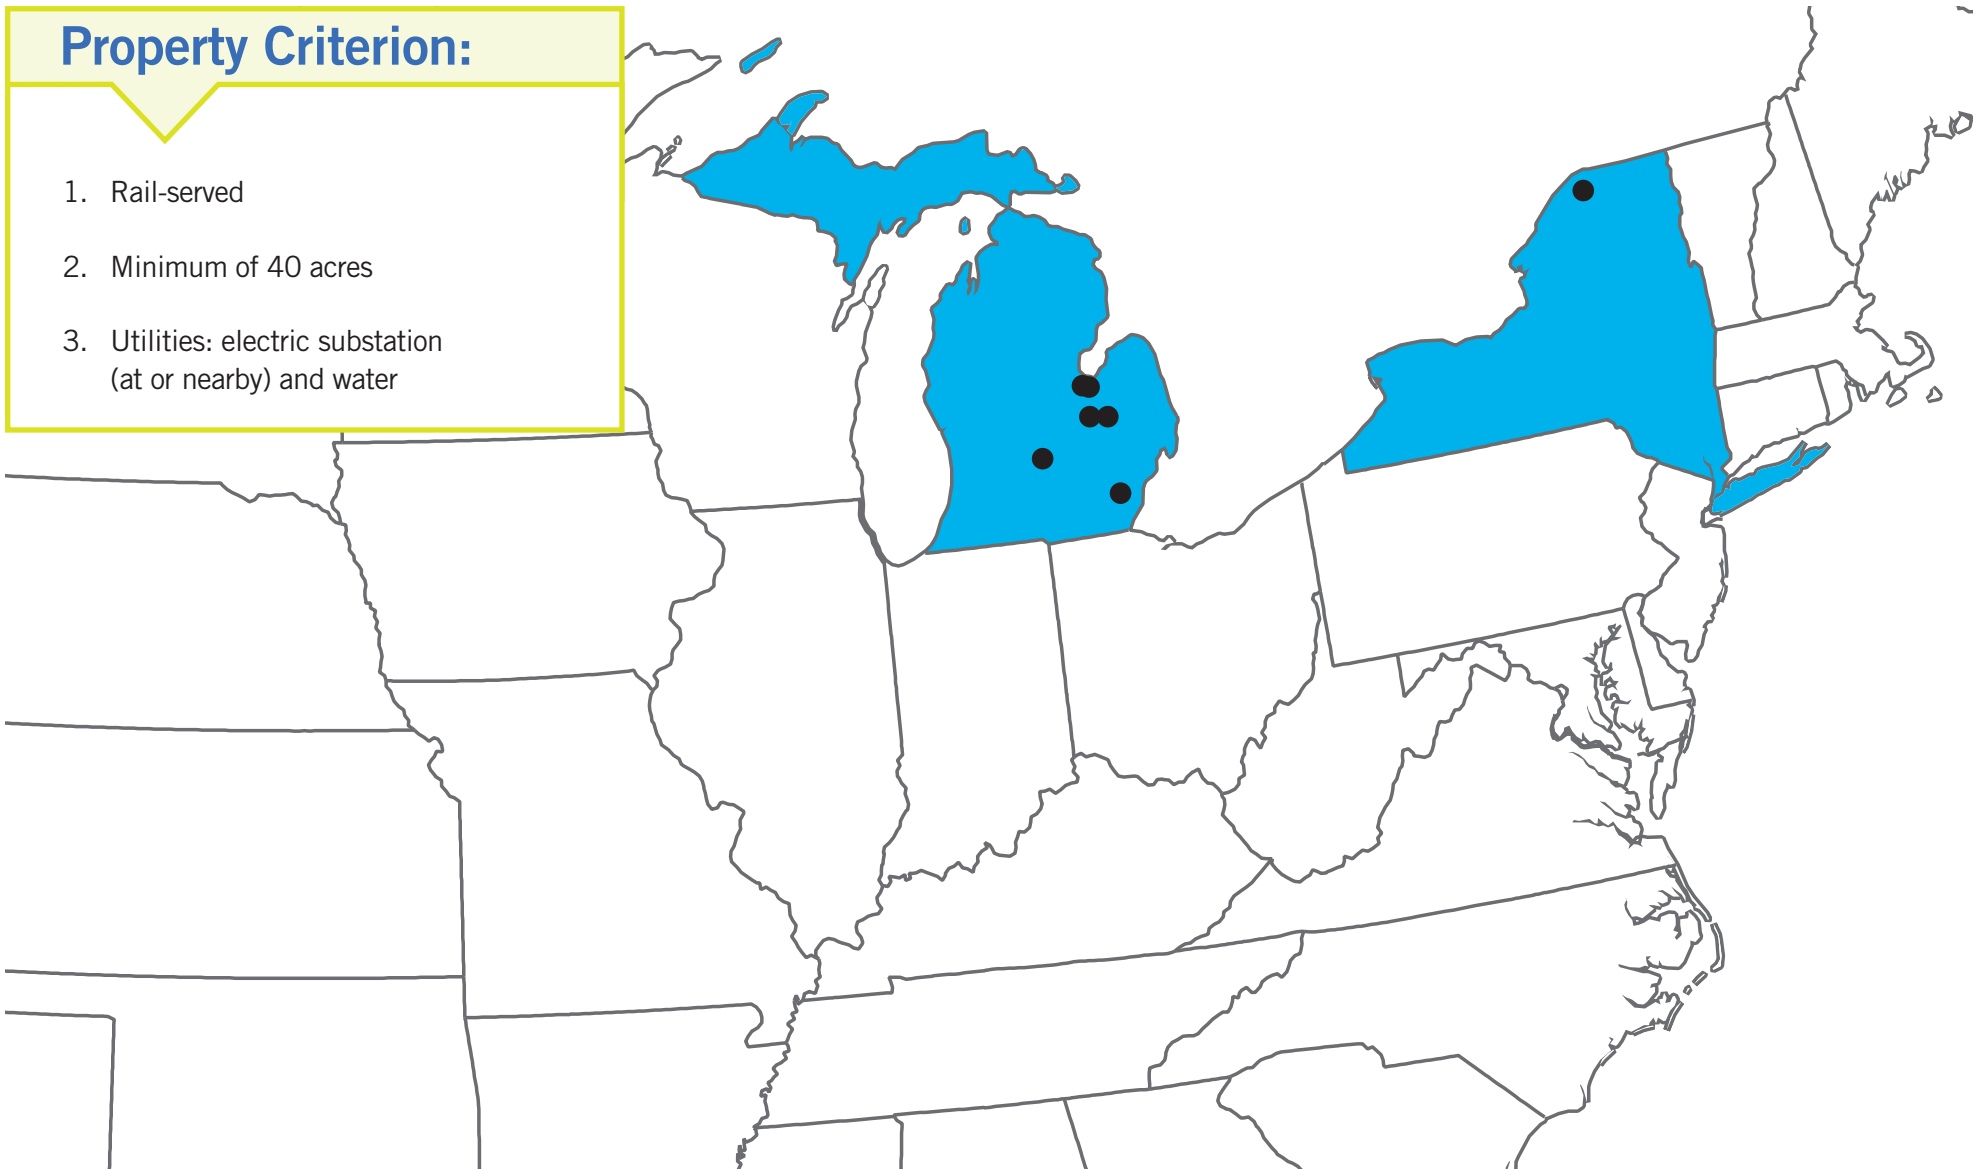 Property Criterion:
1. Rail-served
2. Minimum of 40 acres
3. Utilities: electric substation
(at or nearby) and water